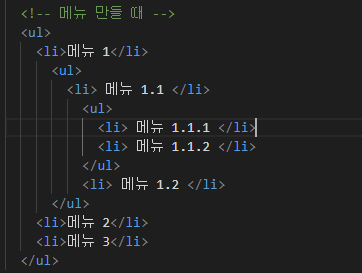 <!-- 메뉴 만들 때 -->
<ul>
<li>메뉴 1</li>
<ul>
<li> 메뉴 1.1 </li>
<ul>
<li> 메뉴 1.1.1 </li>
<li> 메뉴 1.1.2 </li>
</ul>
<li> 메뉴 1.2 </li>
</ul>
<li>메뉴 2</li>
<li>메뉴 3</li>
</ul>